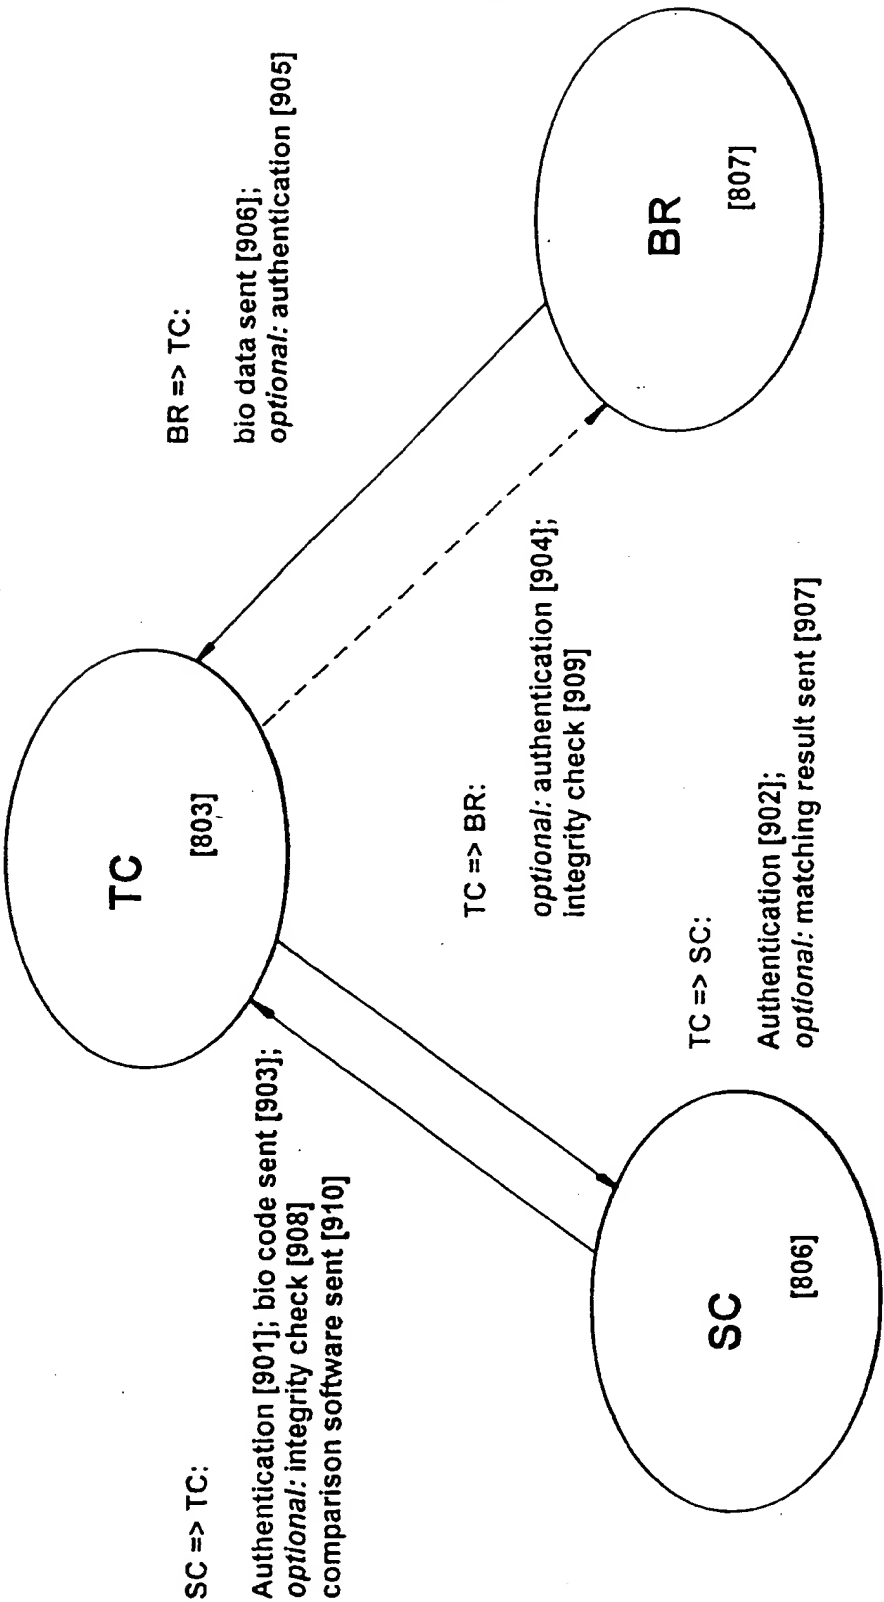 SC => TC:
Authentication [901]; bio code sent [903];
optional: integrity check [908]
comparison software sent [910]
TC
[803]
BR => TC:
bio data sent [906];
optional: authentication [905]
TC => BR:
optional: authentication [904];
integrity check [909]
TC => SC:
Authentication [902];
optional: matching result sent [907]
SC
[806]
BR
[807]